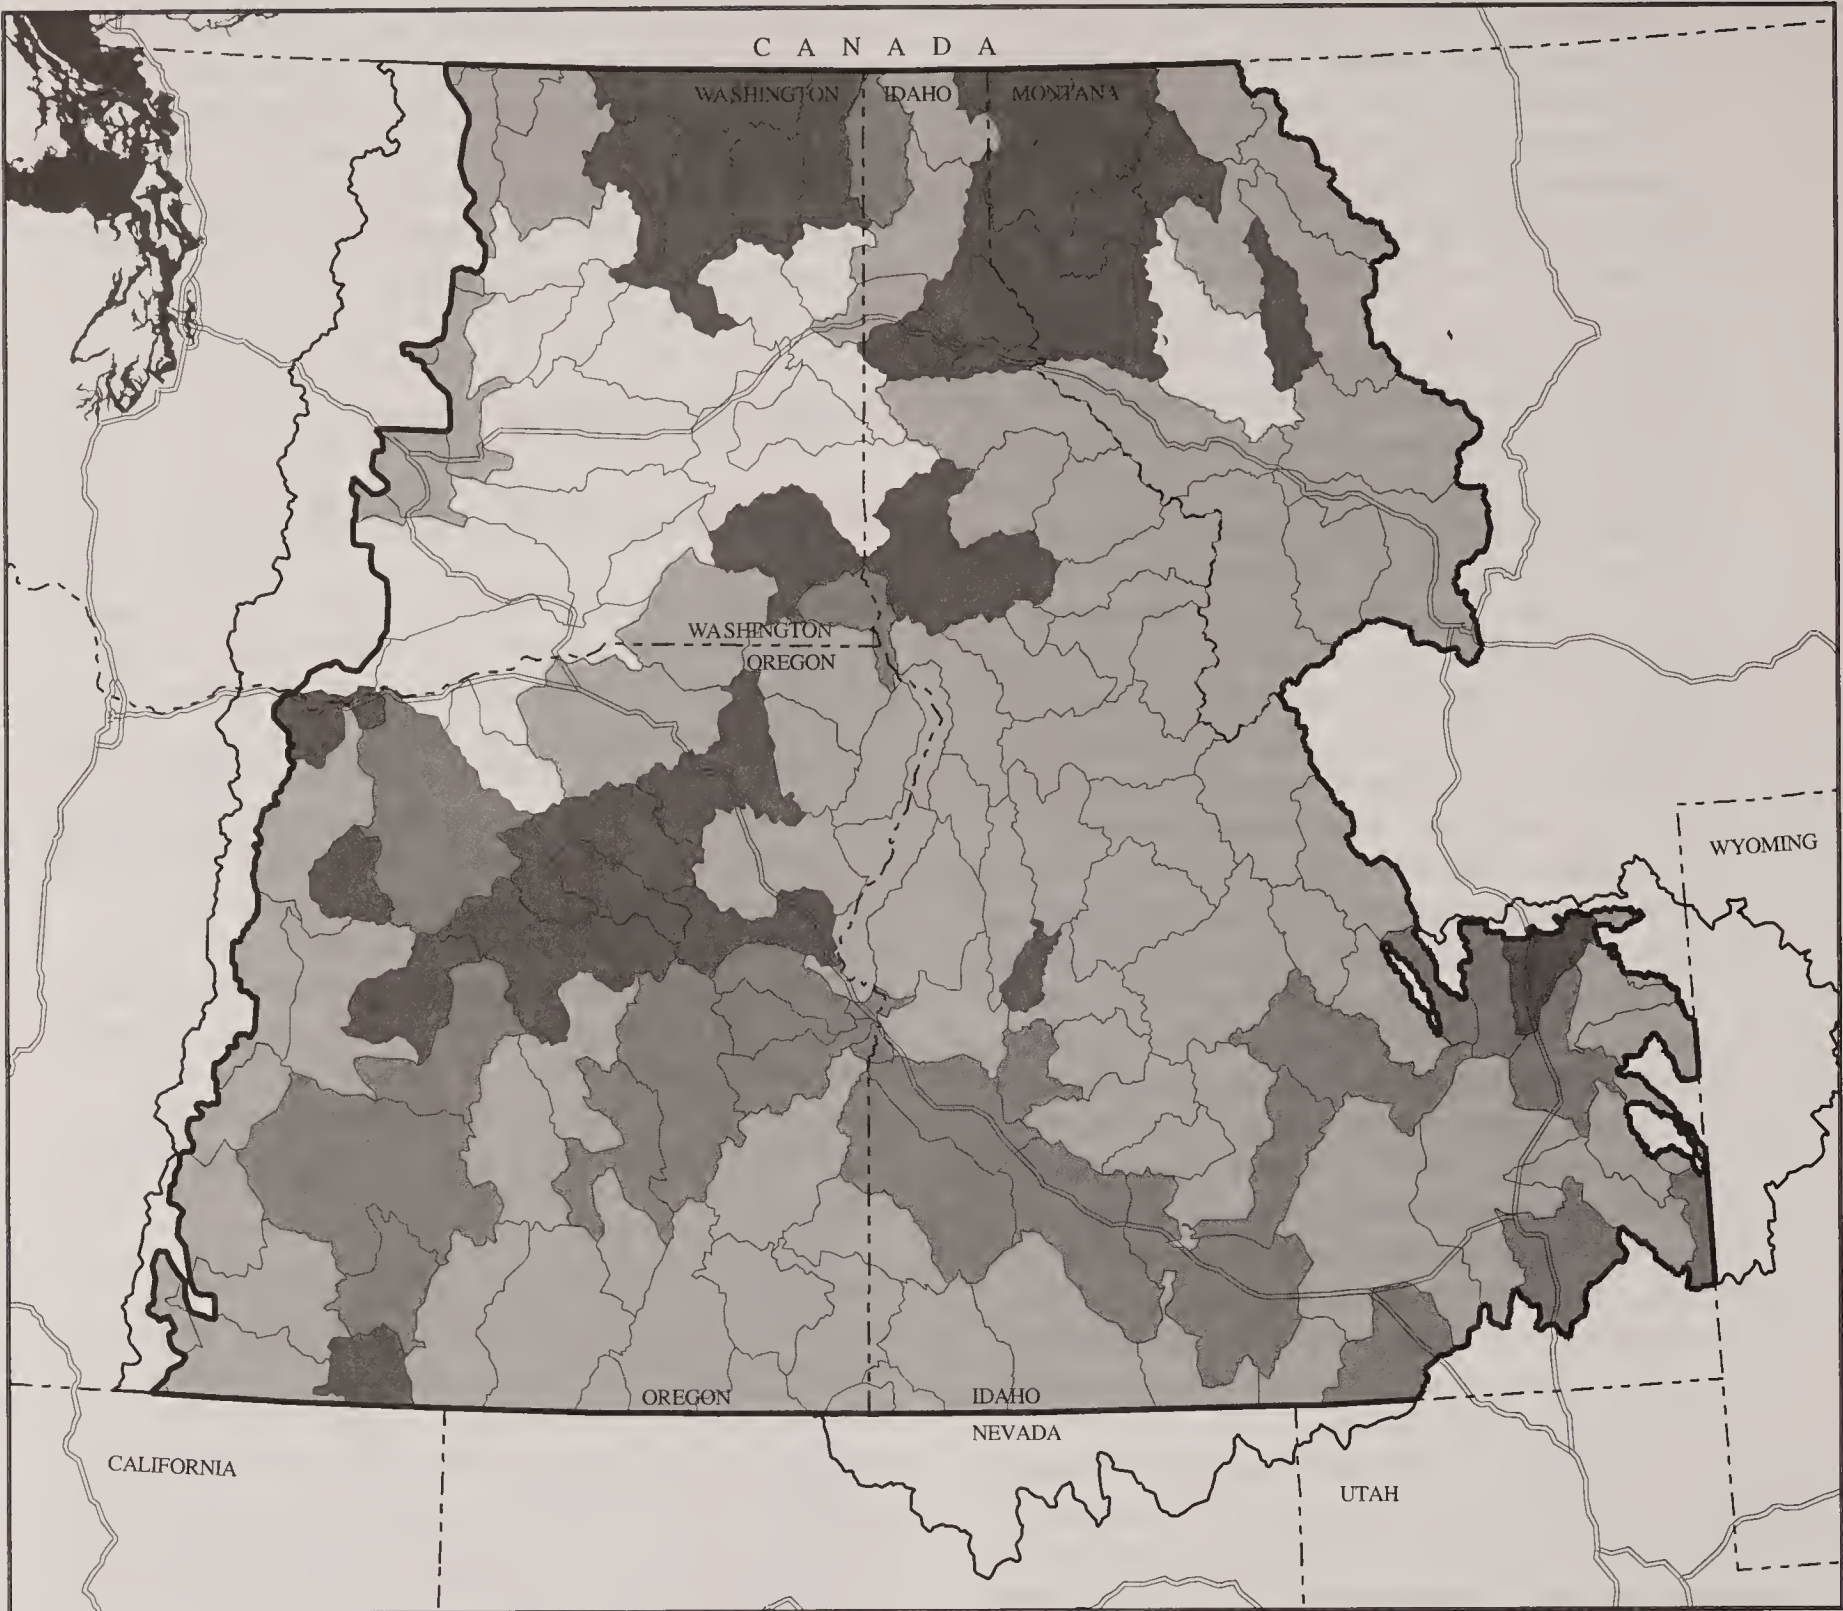 C A N A D A
WASHINGTON
IDAHO
MONTANA
WASHINGTON
OREGON
WYOMING
OREGON
IDAHO
NEVADA
CALIFORNIA
UTAH